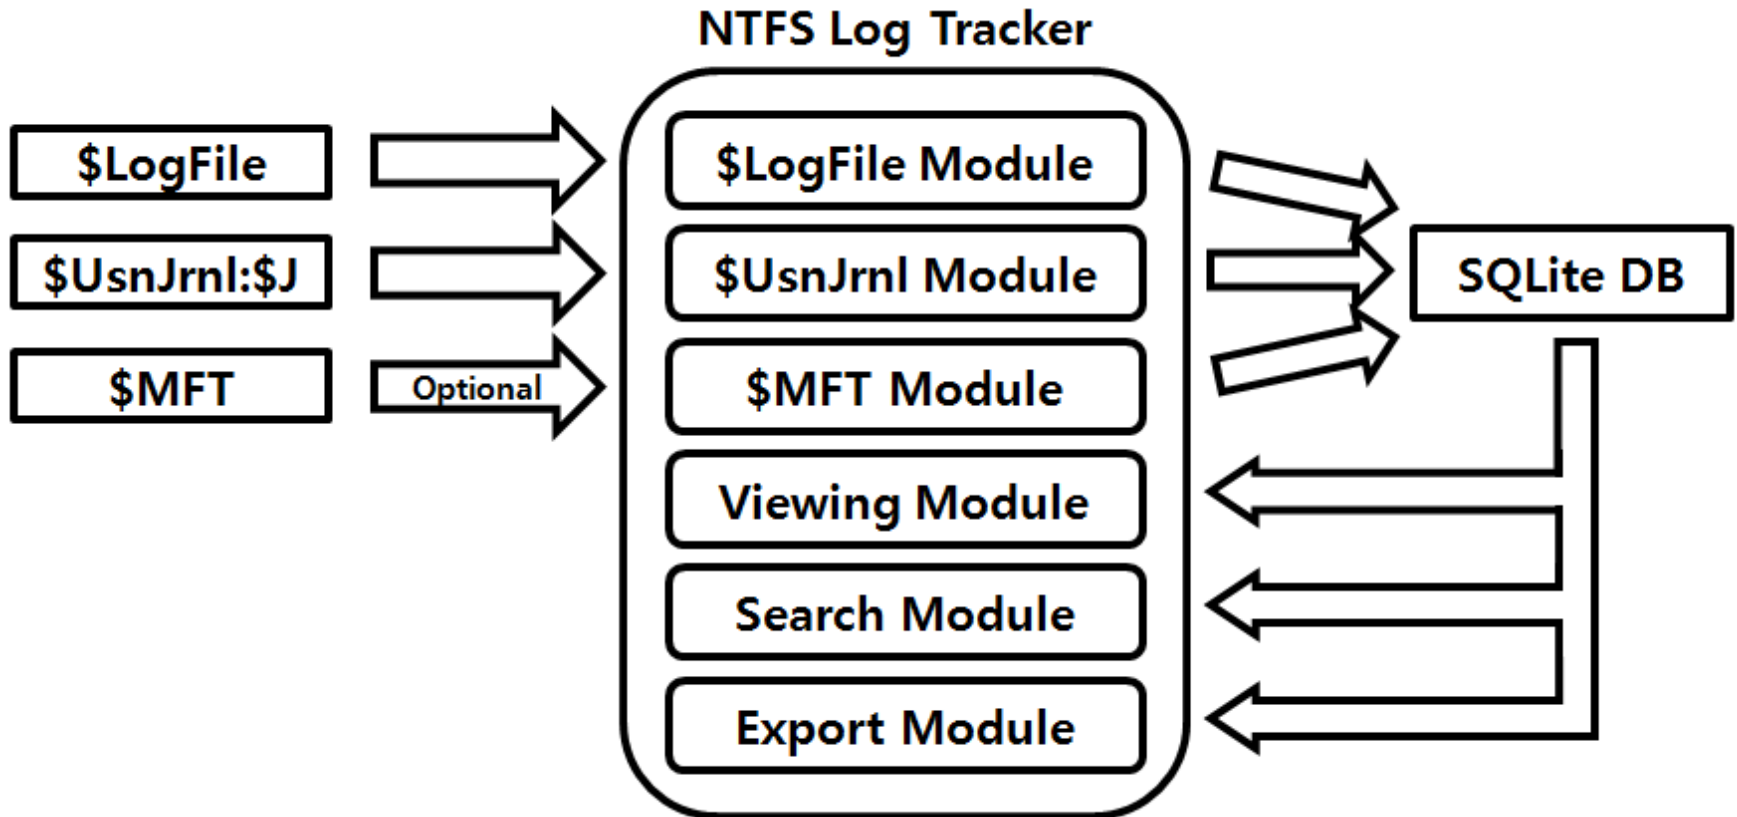 NTFS Log Tracker
$LogFile
$LogFile Module
$UsnJrnl:$J
$UsnJrnl Module
SQLite DB
$MFT
Optional
$MFT Module
Viewing Module
Search Module
Export Module